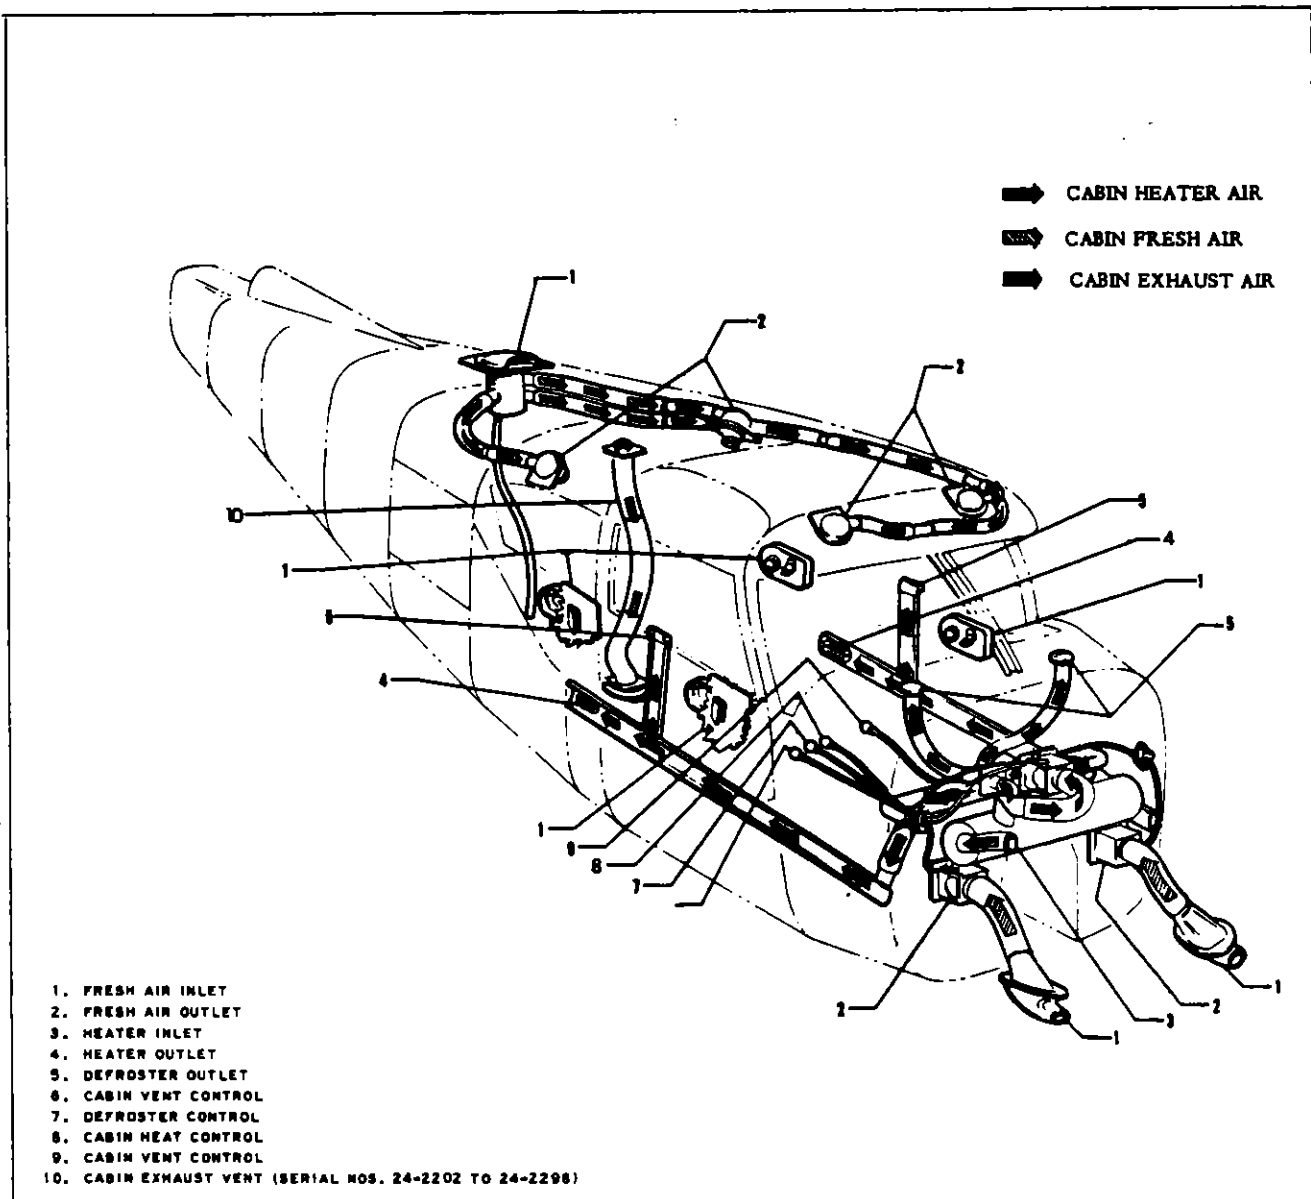 CABIN HEATER AIR
CABIN FRESH AIR
CABIN EXHAUST AIR
1
2
2
10
5
4
1
1
5
4
1
9
8
7
2
1
3
2
1
1. FRESH AIR INLET
2. FRESH AIR OUTLET
3. HEATER INLET
4. HEATER OUTLET
5. DEFROSTER OUTLET
6. CABIN VENT CONTROL
7. DEFROSTER CONTROL
8. CABIN HEAT CONTROL
9. CABIN VENT CONTROL
10. CABIN EXHAUST VENT (SERIAL NOS. 24-2202 TO 24-2298)